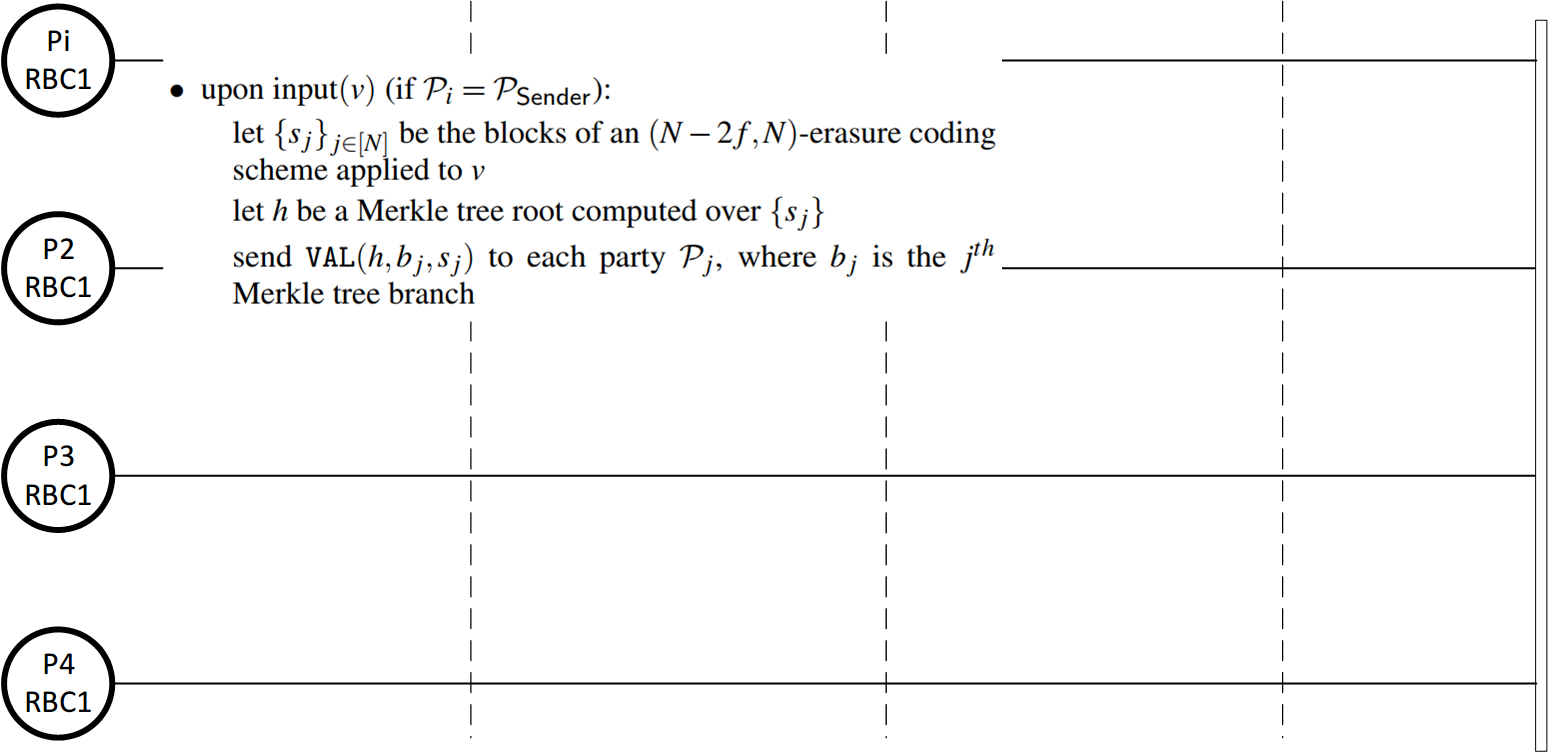 Pi
RBC1
• upon input(v) (if 𝒫i = 𝒫Sender):
let {sj}j∈[N] be the blocks of an (N − 2f, N)-erasure coding
scheme applied to v
let h be a Merkle tree root computed over {sj}
P2
RBC1
send VAL(h, bj, sj) to each party 𝒫j, where bj is the jth
Merkle tree branch
P3
RBC1
P4
RBC1